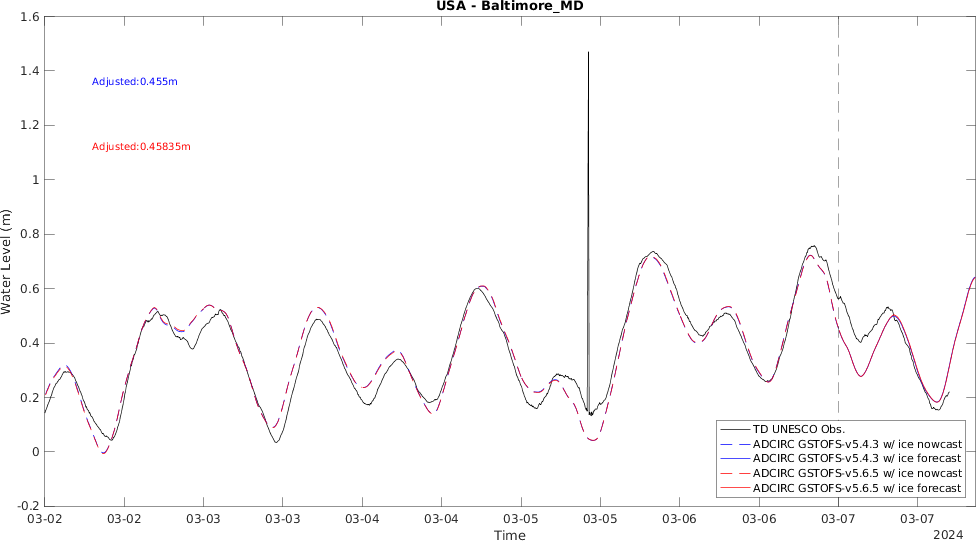 USA - Baltimore_MD
Water Level (m)
1.6
1.4
1.2
1
0.8
0.6
0.4
0.2
0
-0.2
Adjusted:0.455m
Adjusted:0.45835m
TD UNESCO Obs.
ADCIRC GSTOFS-v5.4.3 w/ ice nowcast
ADCIRC GSTOFS-v5.4.3 w/ ice forecast
ADCIRC GSTOFS-v5.6.5 w/ ice nowcast
ADCIRC GSTOFS-v5.6.5 w/ ice forecast
03-02 03-02 03-03 03-03 03-04 03-04 03-05 03-05 03-06 03-06 03-07 03-07
Time
2024